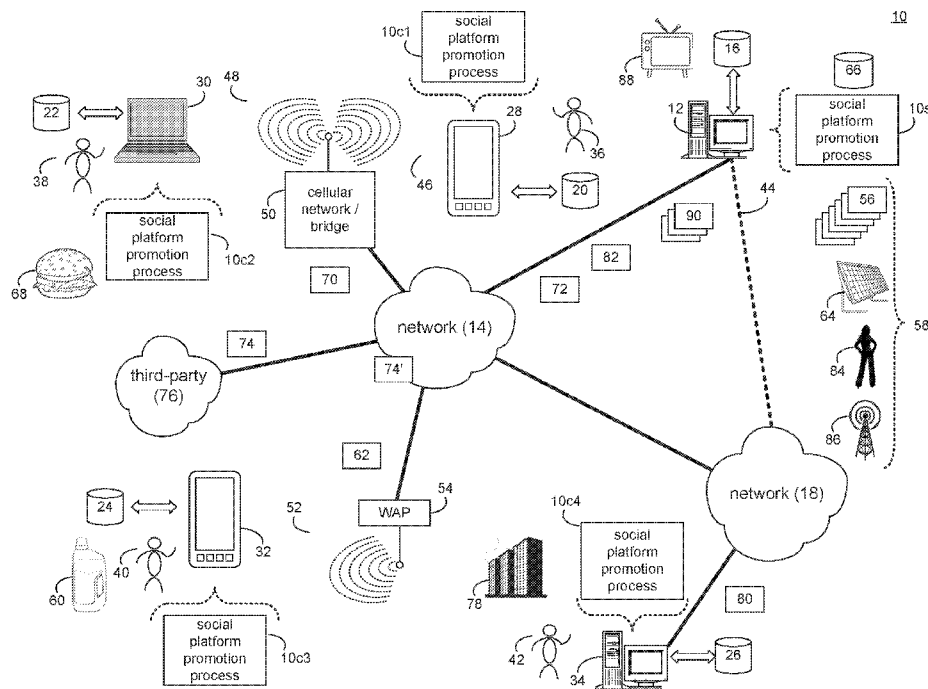 10
10c1
social
platform
promotion
process
88
16
66
30
48
28
12
social
platform
promotion
process
10s
22
38
36
50
cellular
network /
bridge
46
20
44
90
56
social
platform
promotion
process
10c2
82
64
68
70
72
58
network (14)
84
74
third-party
(76)
74'
86
62
24
52
WAP
54
network (18)
10c4
32
social
platform
promotion
process
60
40
78
80
social
platform
promotion
process
10c3
42
34
26